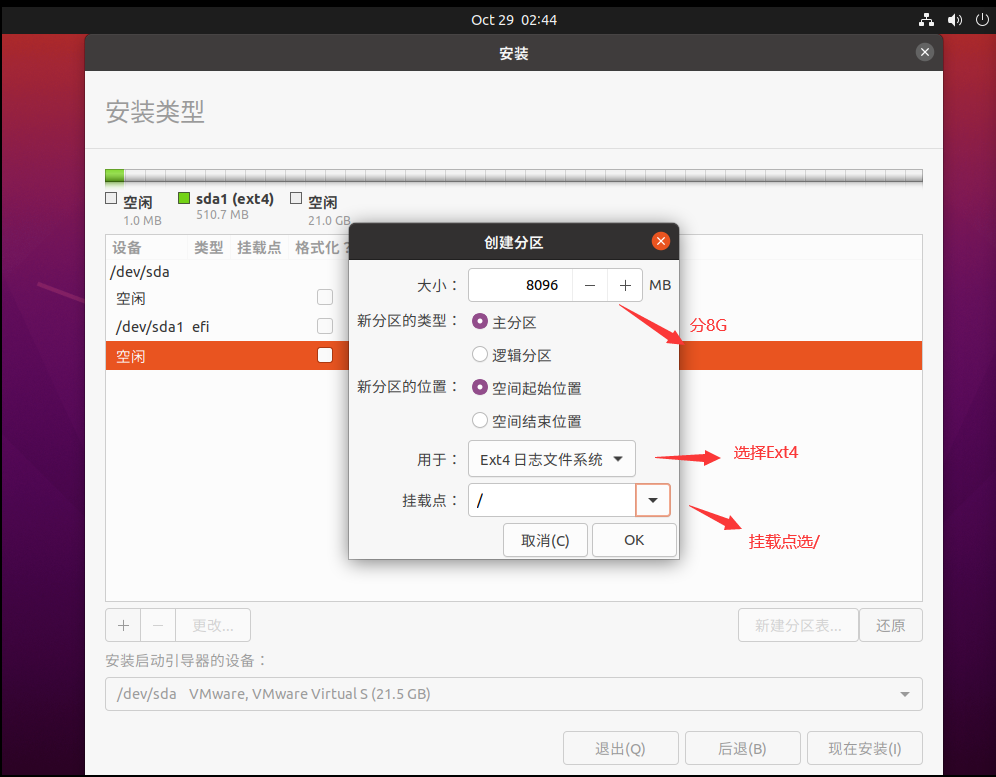 Oct 29 02:44
安装
安装类型
空闲
1.0 MB
sda1 (ext4)
510.7 MB
空闲
21.0 GB
设备 类型 挂载点 格式化？
/dev/sda
空闲
/dev/sda1 efi
空闲
创建分区
大小： 8096 － ＋ MB
新分区的类型： 主分区
逻辑分区
新分区的位置： 空间起始位置
空间结束位置
用于： Ext4 日志文件系统
挂载点： /
取消(C) OK
分8G
选择Ext4
挂载点选/
＋ － 更改... 新建分区表... 还原
安装启动引导器的设备：
/dev/sda VMware, VMware Virtual S (21.5 GB)
退出(Q) 后退(B) 现在安装(I)